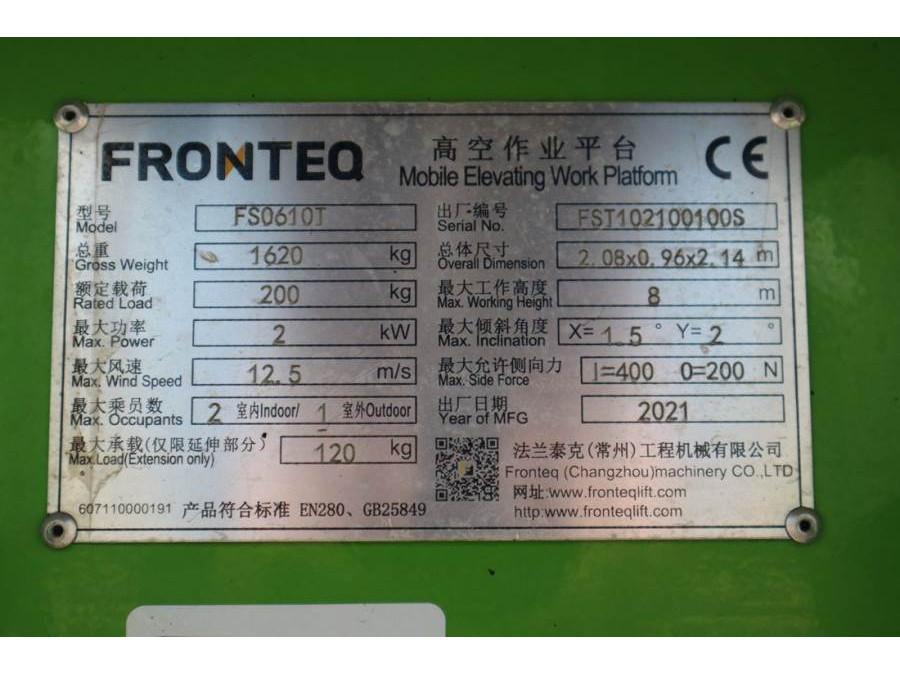 FRONTEQ
高空作业平台
Mobile Elevating Work Platform
CE
型号 FS0610T
Model
出厂编号 FST102100100S
Serial No.
总重 1620 kg
Gross Weight
总体尺寸 2.08x0.96x2.14 m
Overall Dimension
额定载荷 200 kg
Rated Load
最大工作高度 8 m
Max. Working Height
最大功率 2 kW
Max. Power
最大倾斜角度 X= 1.5 ° Y= 2 °
Max. Inclination
最大风速 12.5 m/s
Max. Wind Speed
最大允许侧向力 I=400 O=200 N
Max. Side Force
最大乘员数 2 室内Indoor/ 1 室外Outdoor
Max. Occupants
出厂日期 2021
Year of MFG
最大承载(仅限延伸部分) 120 kg
Max.Load(Extension only)
法兰泰克(常州)工程机械有限公司
Fronteq (Changzhou)machinery CO.,LTD
网址:www.fronteqlift.com
http:www.fronteqlift.com
607110000191 产品符合标准 EN280、GB25849